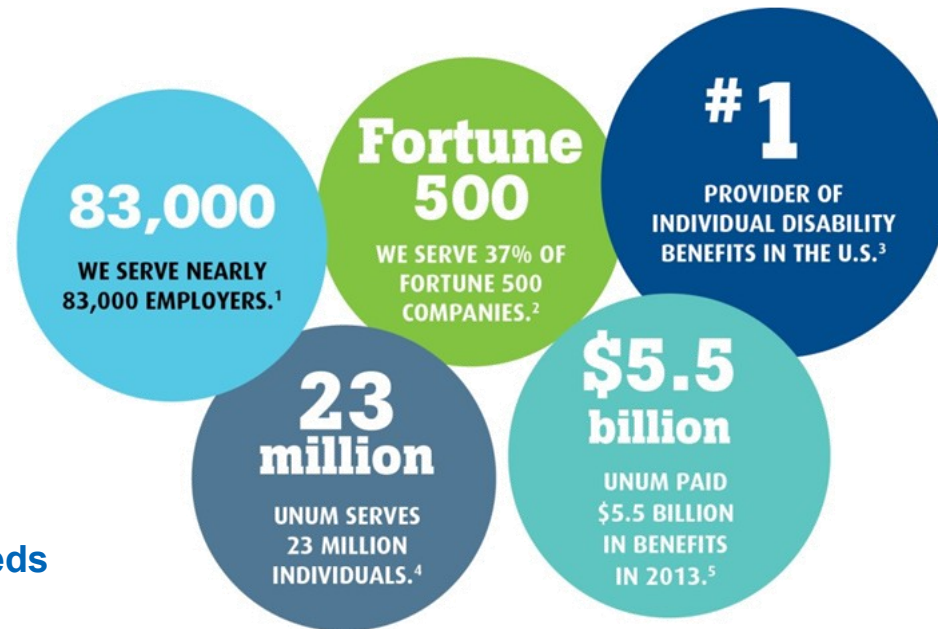 83,000
WE SERVE NEARLY
83,000 EMPLOYERS.¹
Fortune
500
WE SERVE 37% OF
FORTUNE 500
COMPANIES.²
#1
PROVIDER OF
INDIVIDUAL DISABILITY
BENEFITS IN THE U.S.³
23
million
UNUM SERVES
23 MILLION
INDIVIDUALS.⁴
$5.5
billion
UNUM PAID
$5.5 BILLION
IN BENEFITS
IN 2013.⁵
eds